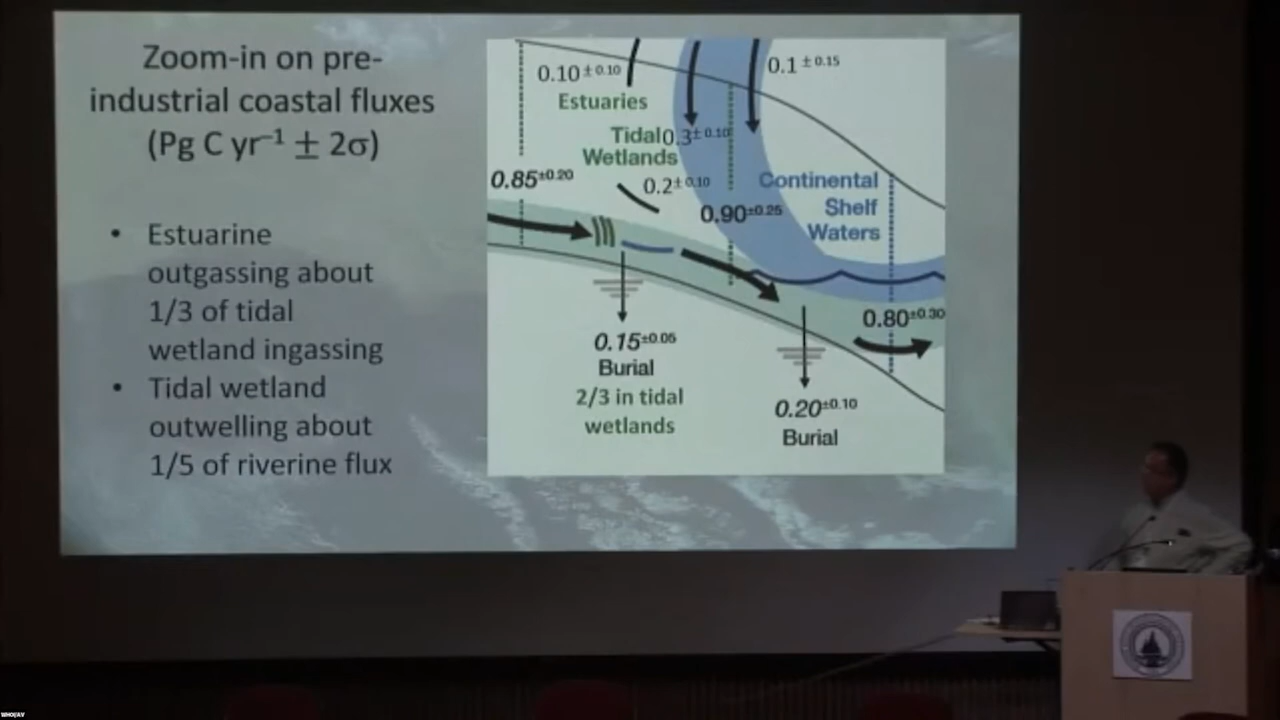 Zoom-in on pre-
industrial coastal fluxes
(Pg C yr⁻¹ ± 2σ)
• Estuarine
outgassing about
1/3 of tidal
wetland ingassing
• Tidal wetland
outwelling about
1/5 of riverine flux
0.10 ± 0.10
0.1 ± 0.15
Estuaries
Tidal 0.3 ± 0.10
Wetlands
0.85±0.20
0.2 ± 0.10
Continental
Shelf
Waters
0.90±0.25
0.80±0.30
0.15±0.05
Burial
2/3 in tidal
wetlands
0.20±0.10
Burial
WHOI/AV